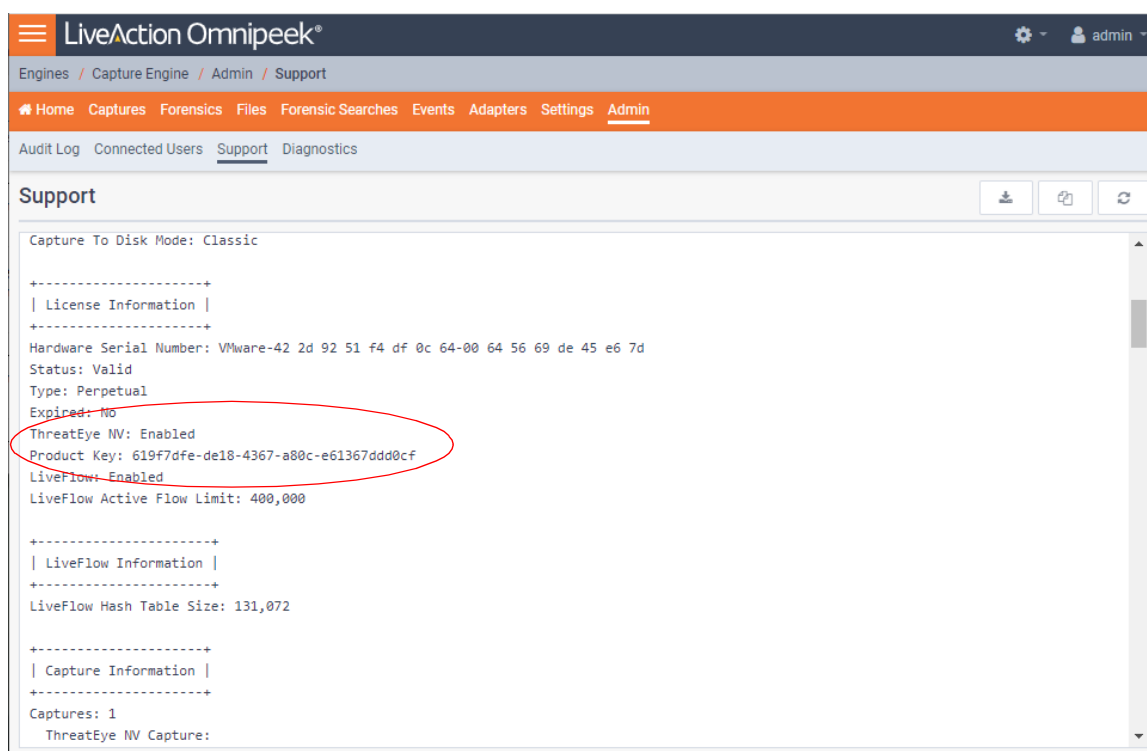 LiveAction Omnipeek®
admin
Engines / Capture Engine / Admin / Support
Home Captures Forensics Files Forensic Searches Events Adapters Settings Admin
Audit Log Connected Users Support Diagnostics
Support
Capture To Disk Mode: Classic
+---------------------+
| License Information |
+---------------------+
Hardware Serial Number: VMware-42 2d 92 51 f4 df 0c 64-00 64 56 69 de 45 e6 7d
Status: Valid
Type: Perpetual
Expired: No
ThreatEye NV: Enabled
Product Key: 619f7dfe-de18-4367-a80c-e61367ddd0cf
LiveFlow: Enabled
LiveFlow Active Flow Limit: 400,000
+----------------------+
| LiveFlow Information |
+----------------------+
LiveFlow Hash Table Size: 131,072
+---------------------+
| Capture Information |
+---------------------+
Captures: 1
ThreatEye NV Capture: